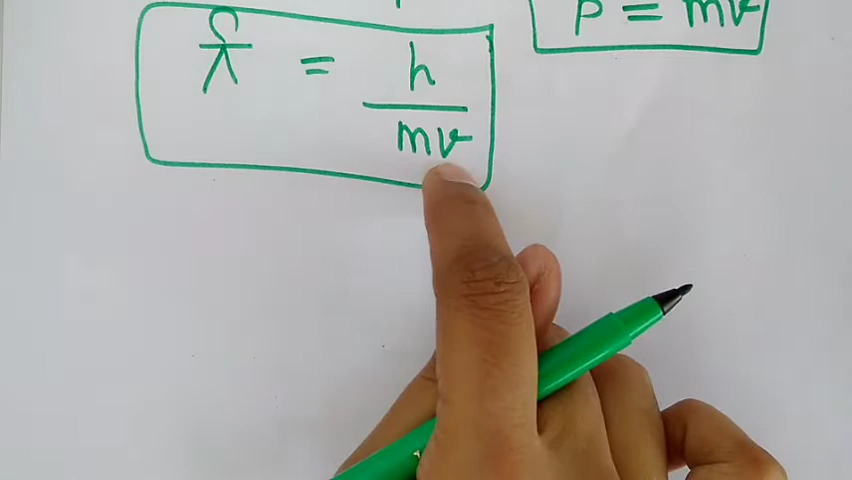 λ = h
mv
p = mv